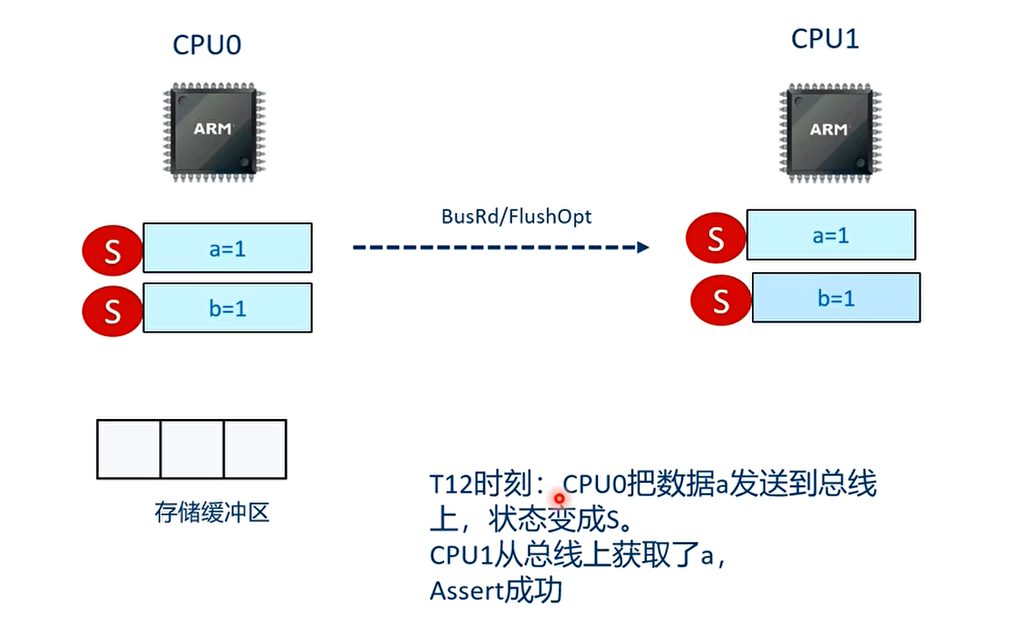 CPU0
CPU1
ARM
ARM
BusRd/FlushOpt
S
a=1
S
a=1
S
b=1
S
b=1
存储缓冲区
T12时刻：CPU0把数据a发送到总线
上，状态变成S。
CPU1从总线上获取了a，
Assert成功